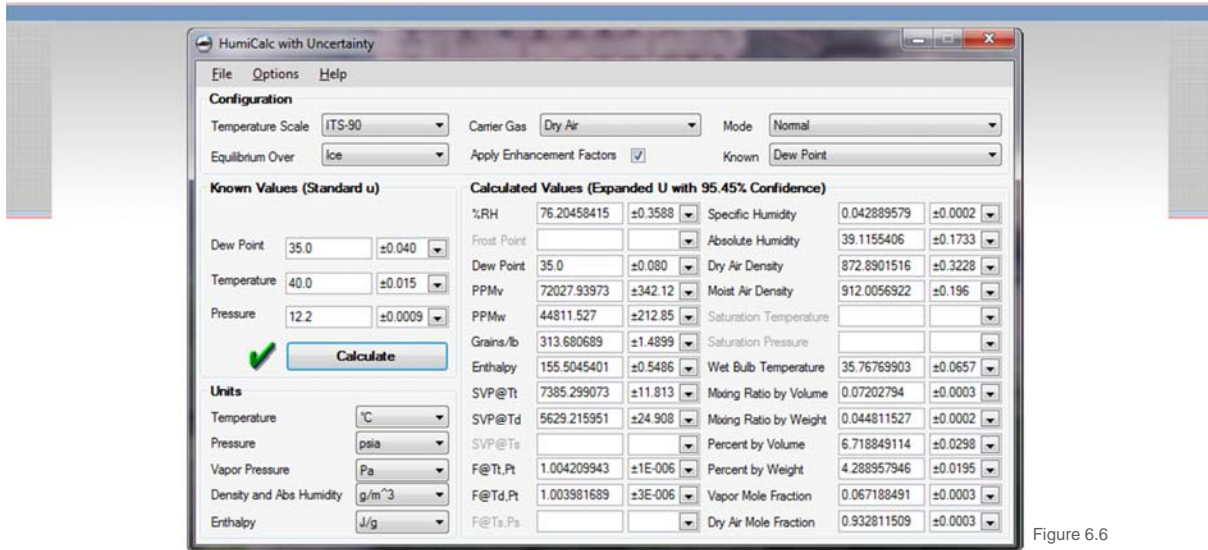 HumiCalc with Uncertainty
File Options Help
Configuration
Temperature Scale ITS-90 Carrier Gas Dry Air Mode Normal
Equilibrium Over Ice Apply Enhancement Factors Known Dew Point
Known Values (Standard u)
Dew Point 35.0 ±0.040
Temperature 40.0 ±0.015
Pressure 12.2 ±0.0009
Calculate
Units
Temperature °C
Pressure psia
Vapor Pressure Pa
Density and Abs Humidity g/m^3
Enthalpy J/g
Calculated Values (Expanded U with 95.45% Confidence)
%RH 76.20458415 ±0.3588 Specific Humidity 0.042889579 ±0.0002
Frost Point Absolute Humidity 39.1155406 ±0.1733
Dew Point 35.0 ±0.080 Dry Air Density 872.8901516 ±0.3228
PPMv 72027.93973 ±342.12 Moist Air Density 912.0056922 ±0.196
PPMw 44811.527 ±212.85 Saturation Temperature
Grains/lb 313.680689 ±1.4899 Saturation Pressure
Enthalpy 155.5045401 ±0.5486 Wet Bulb Temperature 35.76769903 ±0.0657
SVP@Tt 7385.299073 ±11.813 Mixing Ratio by Volume 0.07202794 ±0.0003
SVP@Td 5629.215951 ±24.908 Mixing Ratio by Weight 0.044811527 ±0.0002
SVP@Ts Percent by Volume 6.718849114 ±0.0298
F@Tt,Pt 1.004209943 ±1E-006 Percent by Weight 4.288957946 ±0.0195
F@Td,Pt 1.003981689 ±3E-006 Vapor Mole Fraction 0.067188491 ±0.0003
F@Ts,Ps Dry Air Mole Fraction 0.932811509 ±0.0003
Figure 6.6